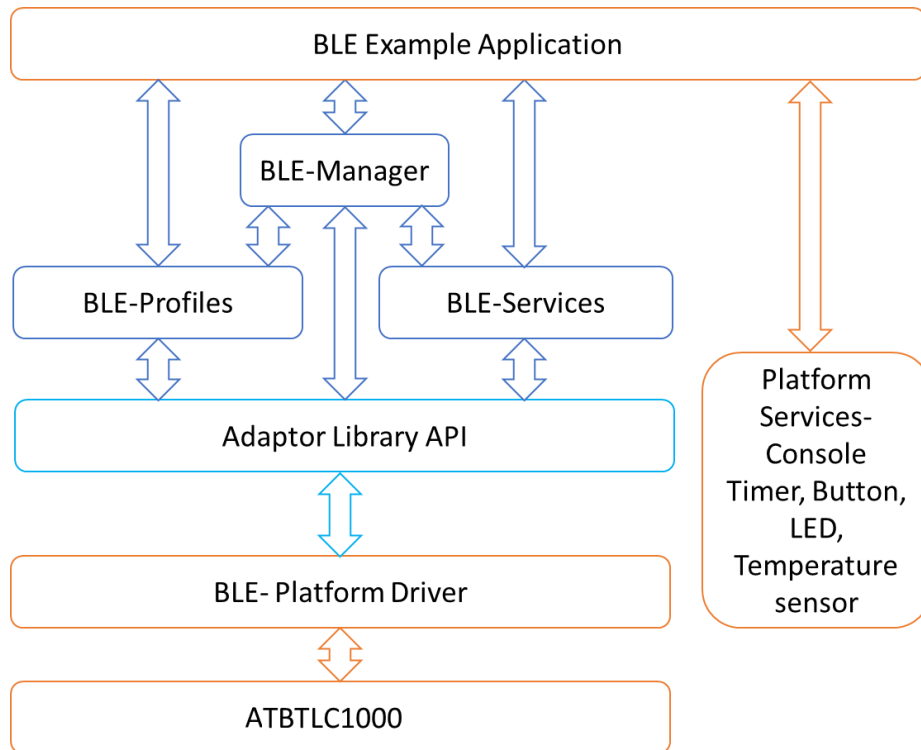 BLE Example Application
BLE-Manager
BLE-Profiles
BLE-Services
Adaptor Library API
Platform
Services-
Console
Timer, Button,
LED,
Temperature
sensor
BLE- Platform Driver
ATBTLC1000